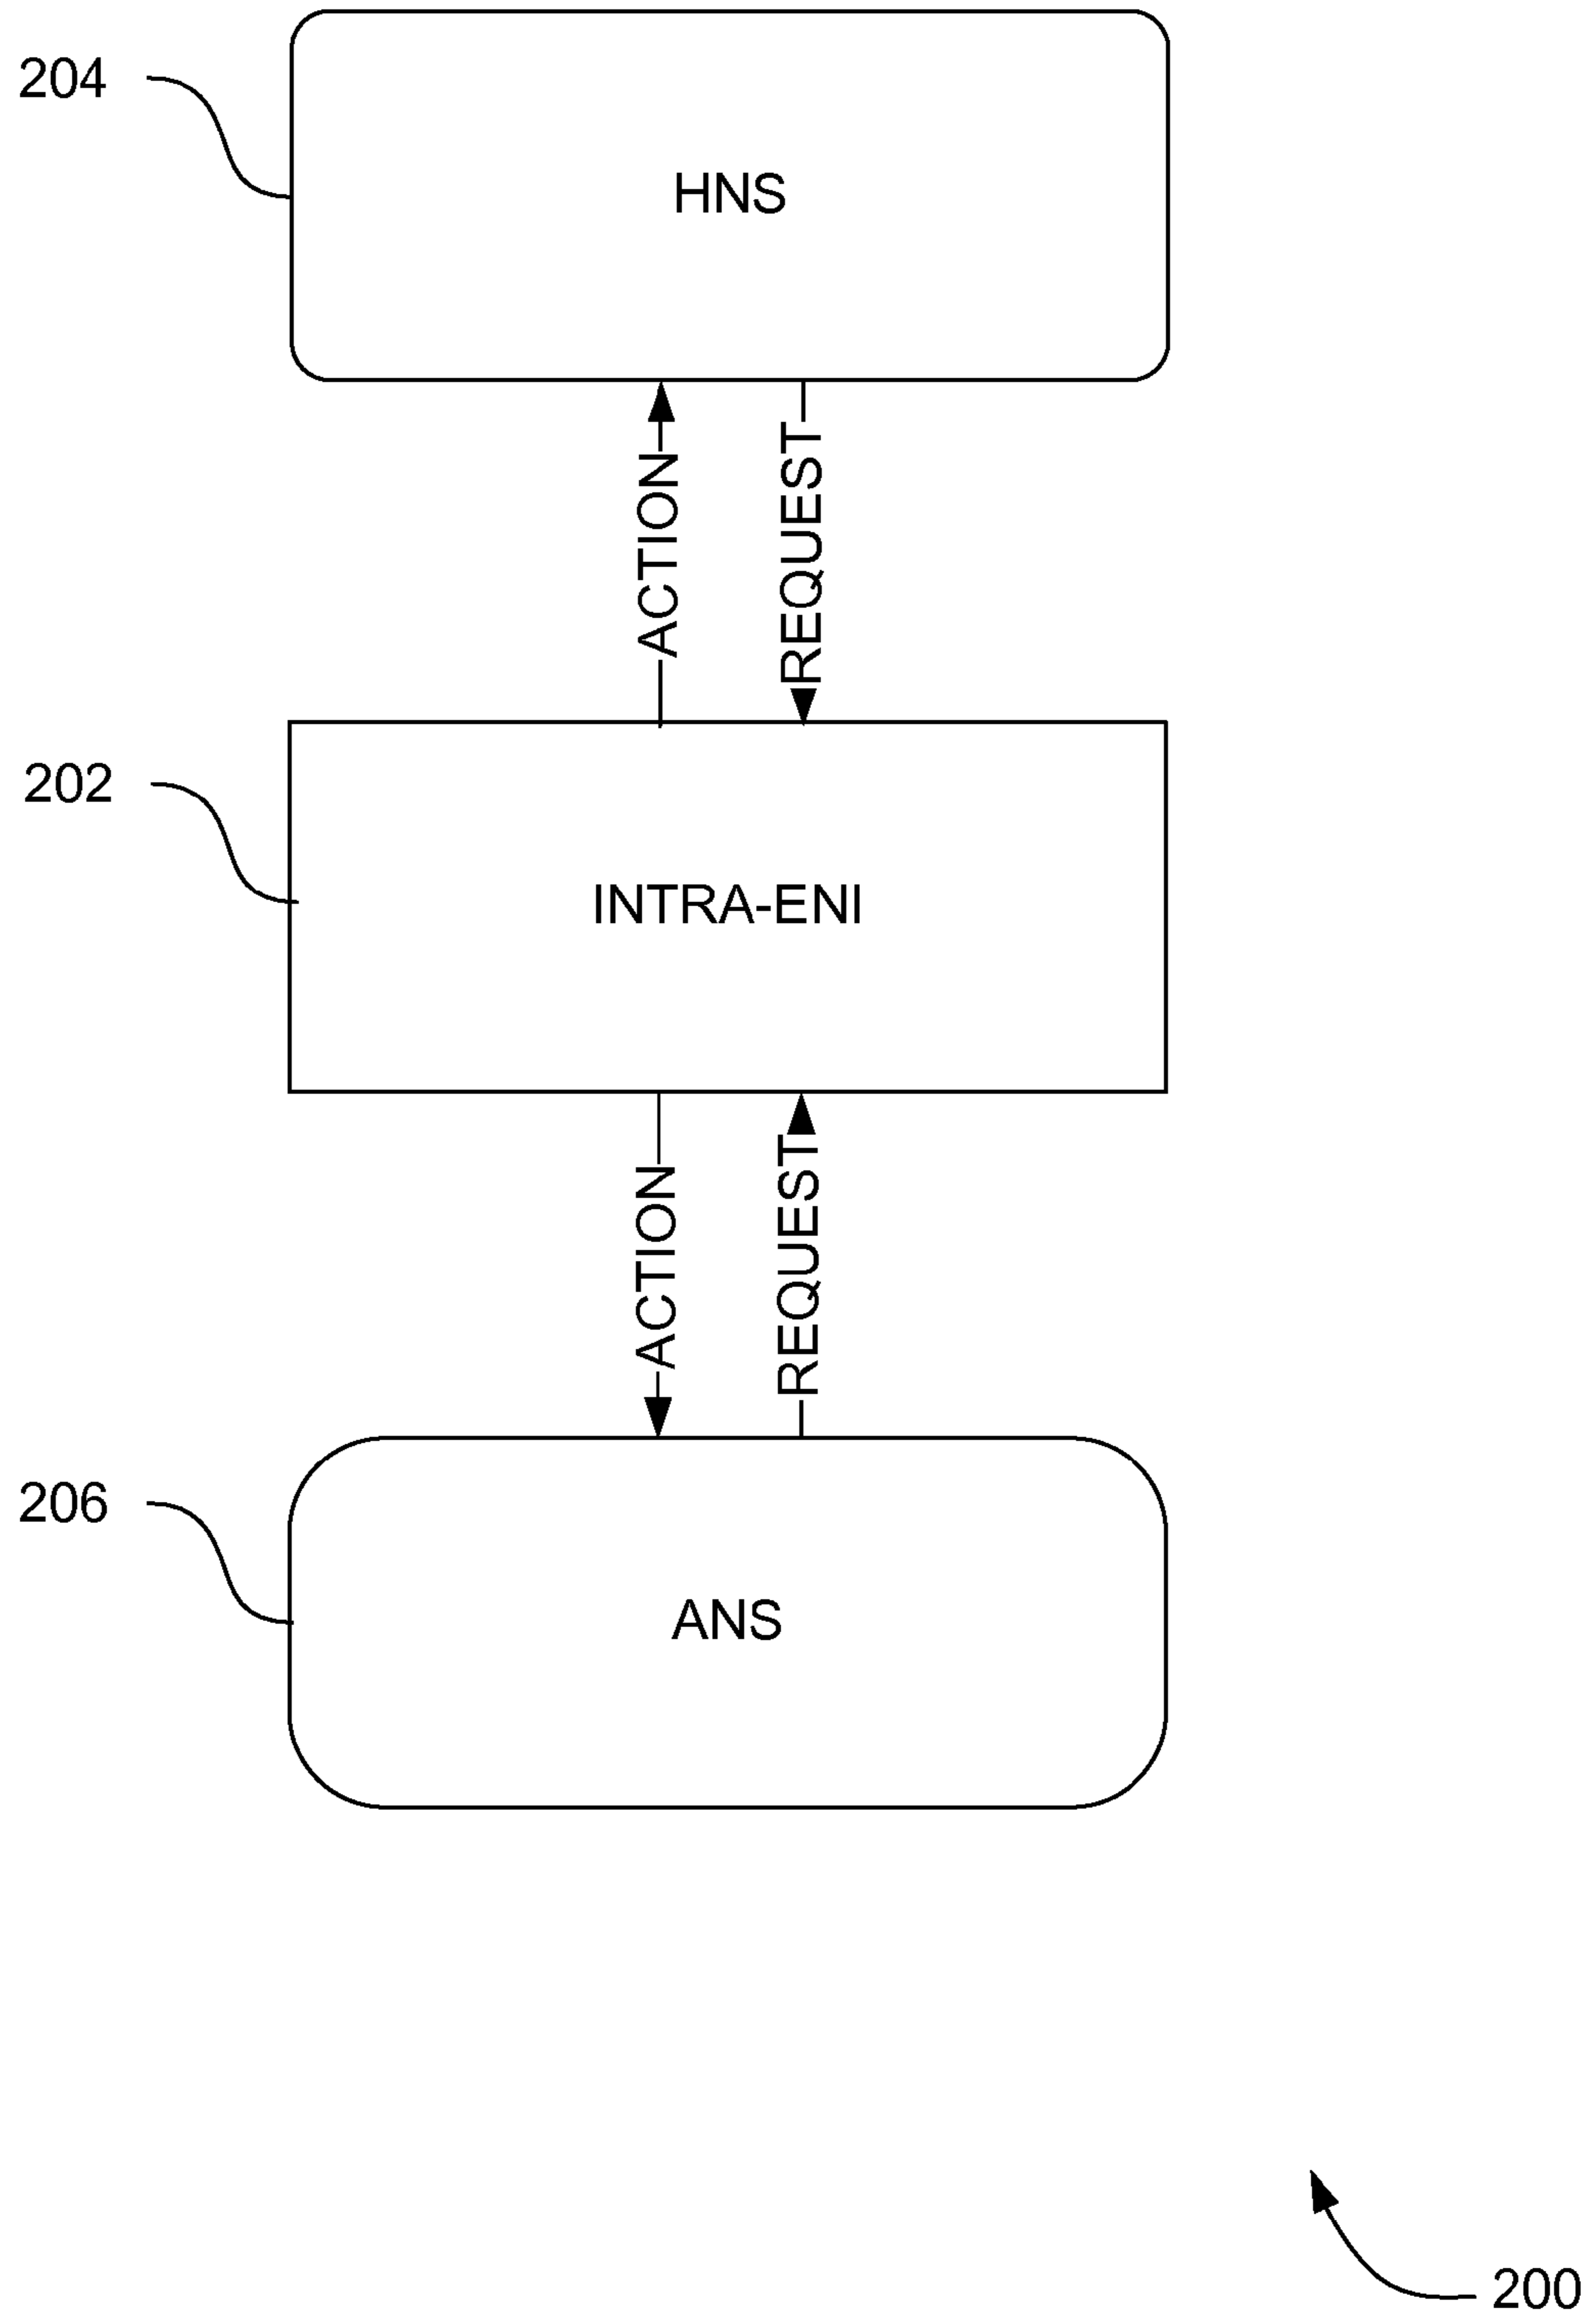 204
HNS
ACTION
REQUEST
202
INTRA-ENI
ACTION
REQUEST
206
ANS
200